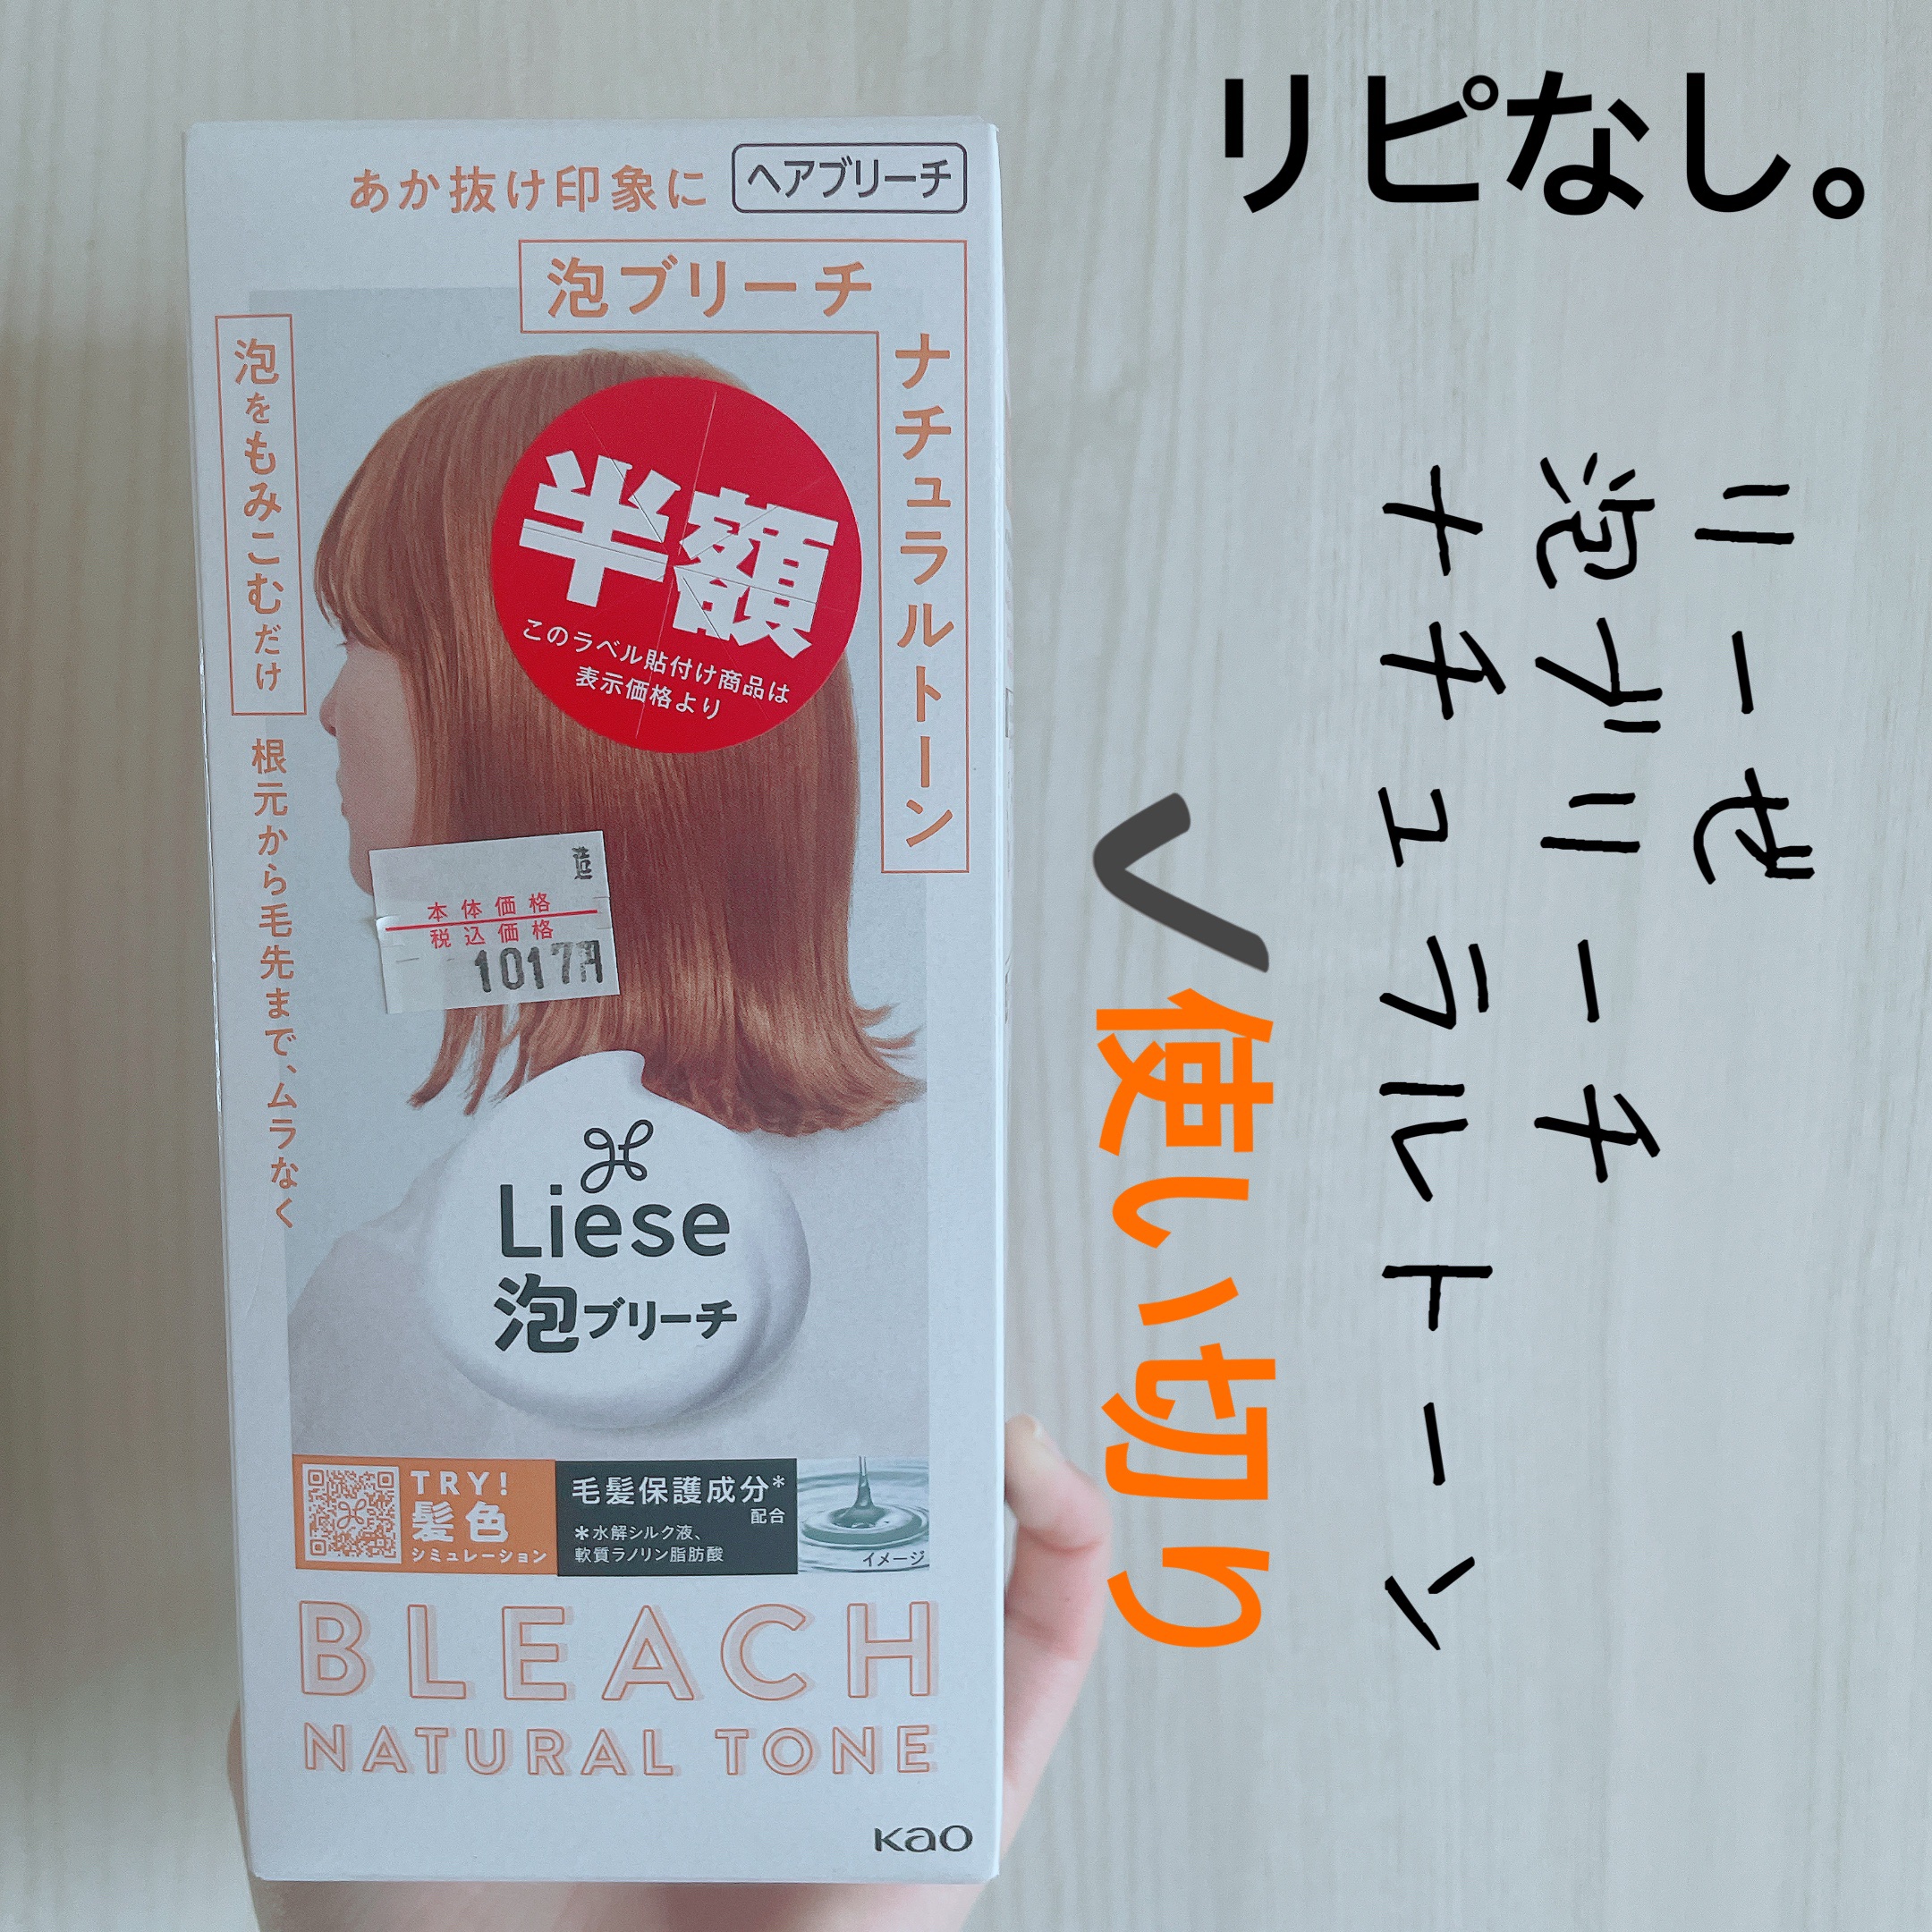 リピなし。
リーゼ
泡ブリーチ
ナチュラルトーン
✓使い切り
あか抜け印象に
ヘアブリーチ
泡ブリーチ
ナチュラルトーン
泡をもみこむだけ
根元から毛先まで、ムラなく
半額
このラベル貼付け商品は
表示価格より
造
本体価格
税込価格
1017円
Liese
泡ブリーチ
TRY!
髪色
シミュレーション
毛髪保護成分*
配合
*水解シルク液、
軟質ラノリン脂肪酸
イメージ
BLEACH
NATURAL TONE
Kao